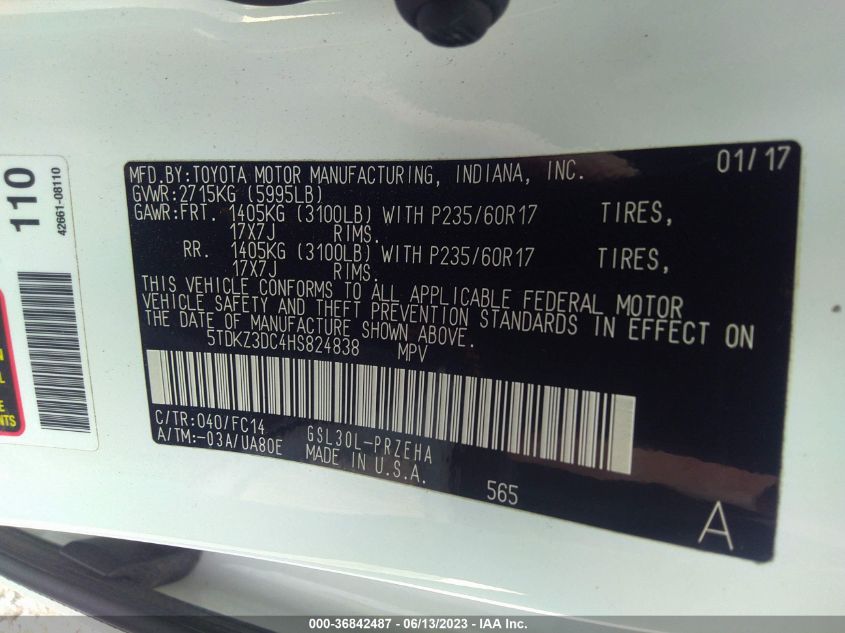 MFD.BY:TOYOTA MOTOR MANUFACTURING, INDIANA, INC. 01/17
GVWR:2715KG (5995LB)
GAWR:FRT. 1405KG (3100LB) WITH P235/60R17 TIRES,
17X7J RIMS.
RR. 1405KG (3100LB) WITH P235/60R17 TIRES,
17X7J RIMS.
THIS VEHICLE CONFORMS TO ALL APPLICABLE FEDERAL MOTOR
VEHICLE SAFETY AND THEFT PREVENTION STANDARDS IN EFFECT ON
THE DATE OF MANUFACTURE SHOWN ABOVE.
5TDKZ3DC4HS824838 MPV
C/TR:040/FC14 GSL30L-PRZEHA
A/TM:-03A/UA80E MADE IN U.S.A.
565
A
110
42661-08110
N
L
E
NTS
000-36842487 - 06/13/2023 - IAA Inc.